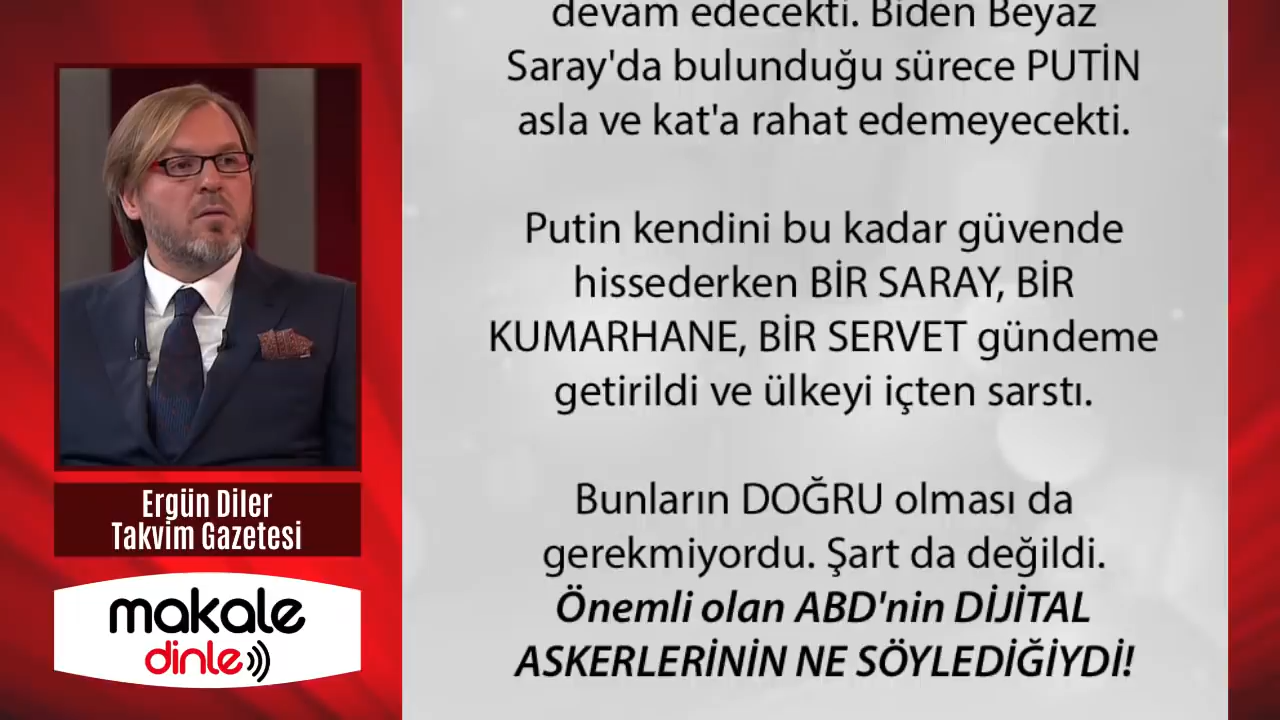 devam edecekti. Biden Beyaz
Saray'da bulunduğu sürece PUTİN
asla ve kat'a rahat edemeyecekti.
Putin kendini bu kadar güvende
hissederken BİR SARAY, BİR
KUMARHANE, BİR SERVET gündeme
getirildi ve ülkeyi içten sarstı.
Bunların DOĞRU olması da
gerekmiyordu. Şart da değildi.
Önemli olan ABD'nin DİJİTAL
ASKERLERİNİN NE SÖYLEDİĞİYDİ!
Ergün Diler
Takvim Gazetesi
makale
dinle